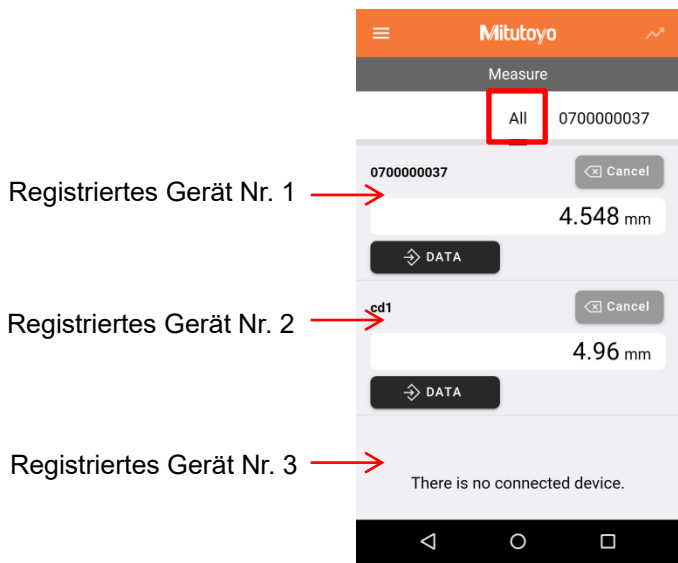 Mitutoyo
Measure
All 0700000037
Registriertes Gerät Nr. 1
0700000037 Cancel
4.548 mm
DATA
Registriertes Gerät Nr. 2
cd1 Cancel
4.96 mm
DATA
Registriertes Gerät Nr. 3
There is no connected device.